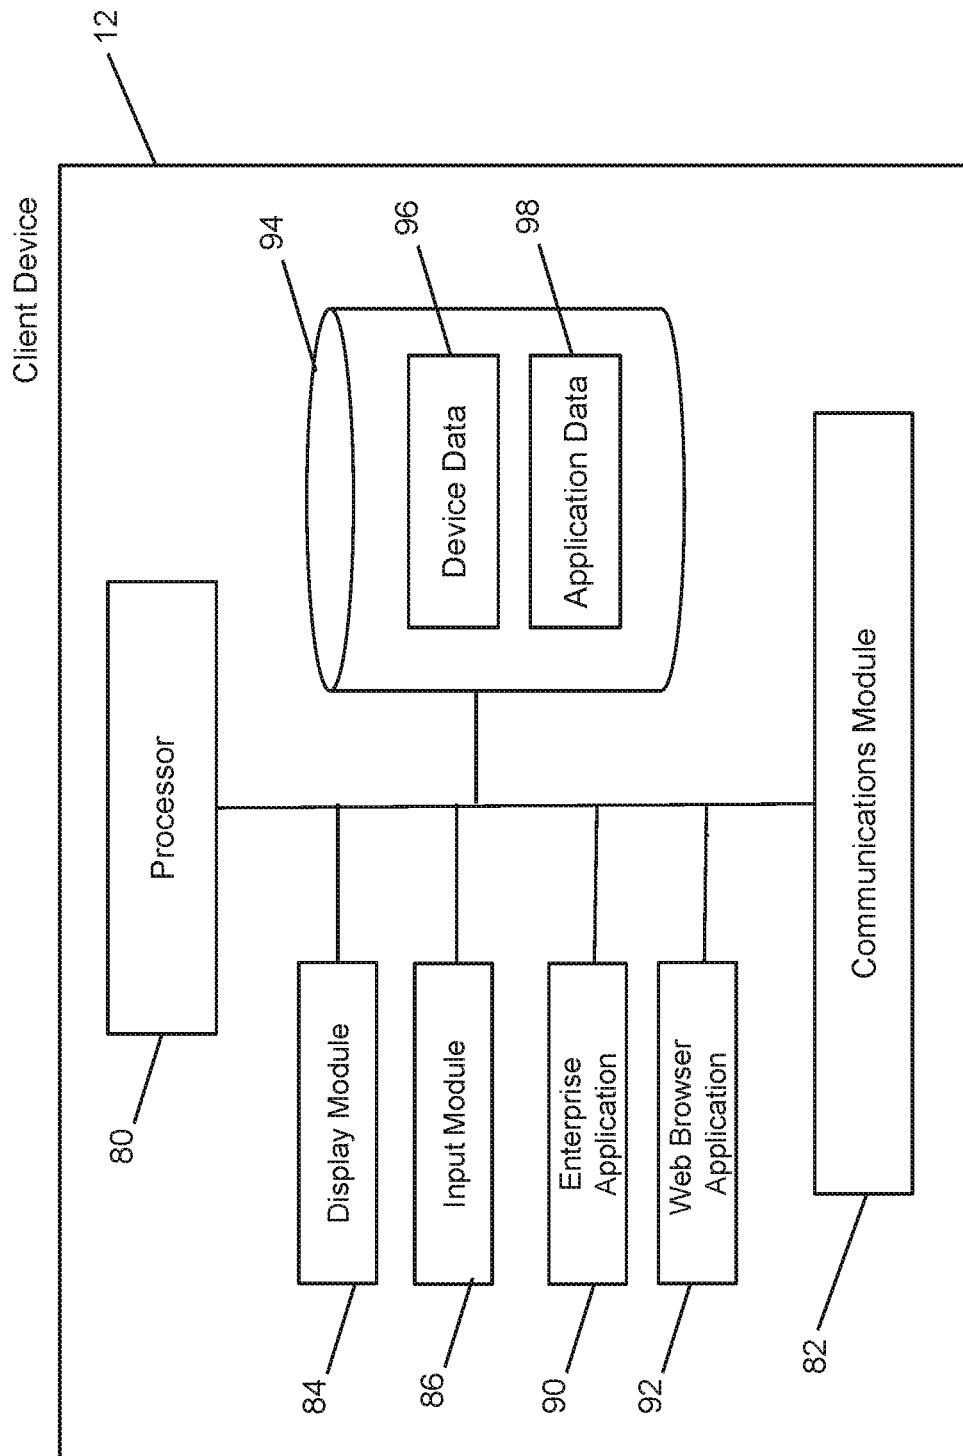 Client Device
12
Processor
80
94
Display Module
84
Device Data
96
Input Module
86
Application Data
98
Enterprise
Application
90
Web Browser
Application
92
Communications Module
82